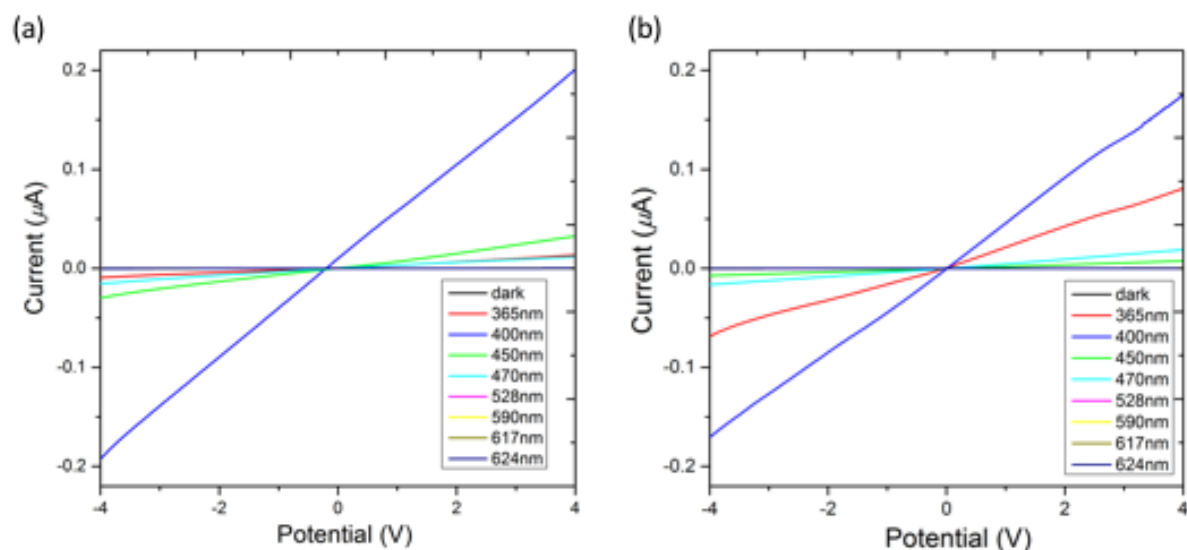 (a)
0.2
0.1
0.0
-0.1
-0.2
Current (μA)
-4
-2
0
2
4
Potential (V)
dark
365nm
400nm
450nm
470nm
528nm
590nm
617nm
624nm
(b)
0.2
0.1
0.0
-0.1
-0.2
Current (μA)
-4
-2
0
2
4
Potential (V)
dark
365nm
400nm
450nm
470nm
528nm
590nm
617nm
624nm